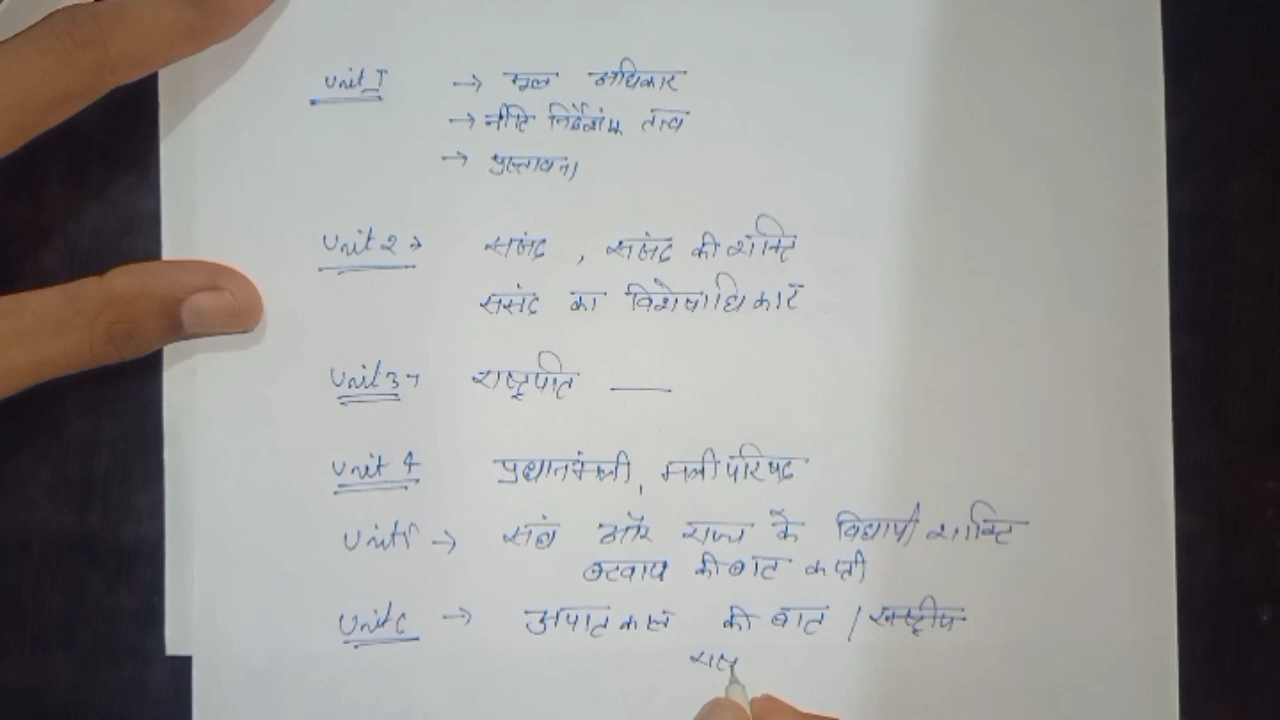 Unit 1 → मूल अधिकार
→ नीति निर्देशक तत्व
→ प्रस्तावना
Unit 2 → संसद , संसद की शक्ति
संसद का विशेषाधिकार
Unit 3 → राष्ट्रपति —
Unit 4 प्रधानमंत्री, मंत्री परिषद
Unit 5 → संघ और राज्य के विधायी शक्ति
बटवारा की बात करती
Unit 6 → अपातकाल की बात / राष्ट्रीय
राष्